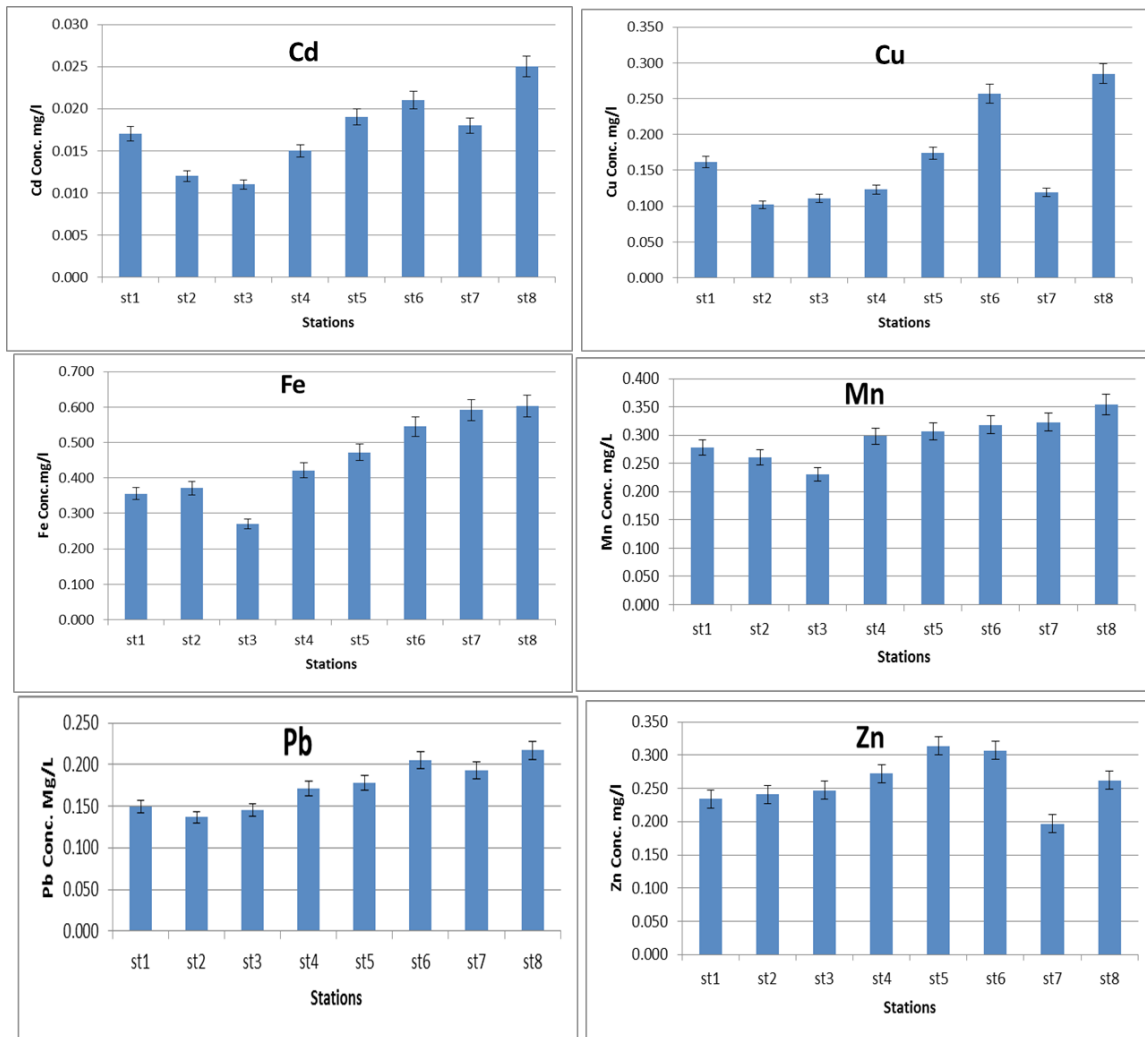 Cd
Cd Conc. mg/l
0.030
0.025
0.020
0.015
0.010
0.005
0.000
st1 st2 st3 st4 st5 st6 st7 st8
Stations
Cu
Cu Conc. mg/l
0.350
0.300
0.250
0.200
0.150
0.100
0.050
0.000
st1 st2 st3 st4 st5 st6 st7 st8
Stations
Fe
Fe Conc.mg/l
0.700
0.600
0.500
0.400
0.300
0.200
0.100
0.000
st1 st2 st3 st4 st5 st6 st7 st8
Stations
Mn
Mn Conc. mg/L
0.400
0.350
0.300
0.250
0.200
0.150
0.100
0.050
0.000
st1 st2 st3 st4 st5 st6 st7 st8
Stations
Pb
Pb Conc. Mg/L
0.250
0.200
0.150
0.100
0.050
0.000
st1 st2 st3 st4 st5 st6 st7 st8
Stations
Zn
Zn Conc. mg/l
0.350
0.300
0.250
0.200
0.150
0.100
0.050
0.000
st1 st2 st3 st4 st5 st6 st7 st8
Stations